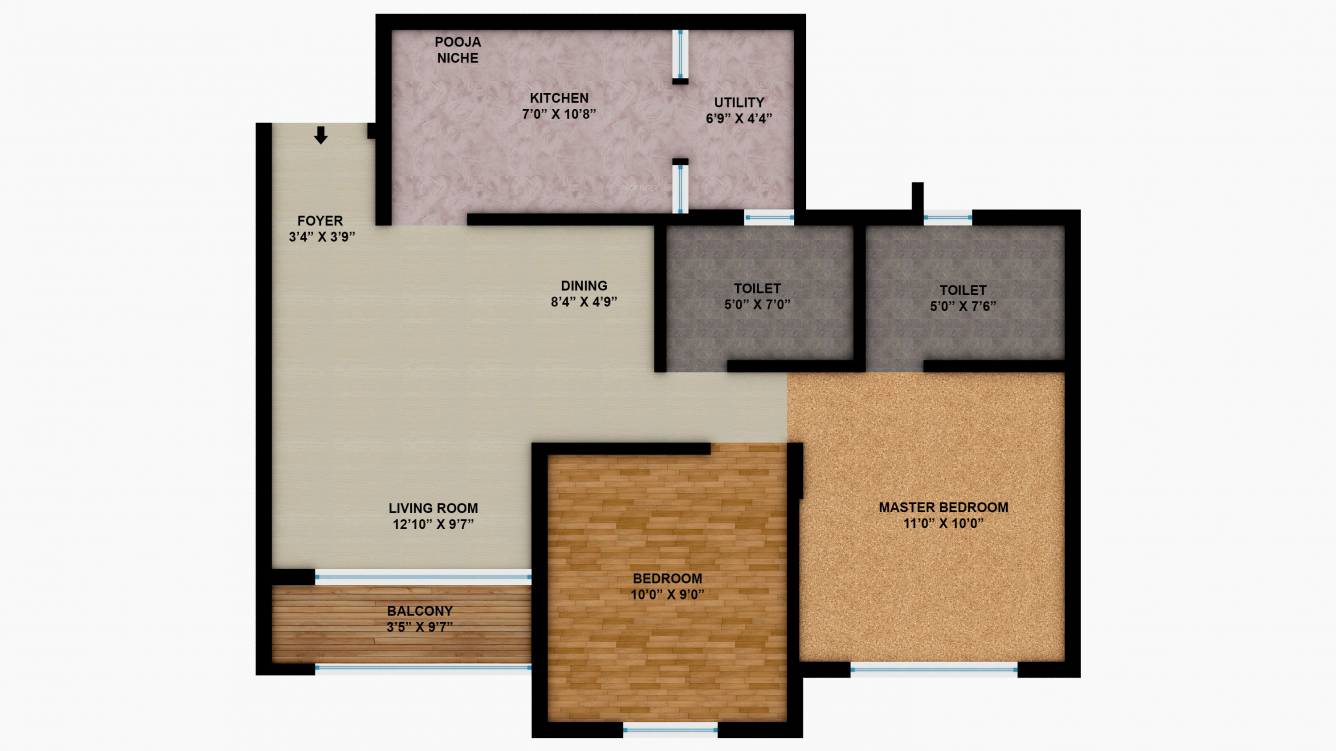 POOJA
NICHE
KITCHEN
7'0” X 10'8”
UTILITY
6'9” X 4'4”
FOYER
3'4” X 3'9”
DINING
8'4” X 4'9”
TOILET
5'0” X 7'0”
TOILET
5'0” X 7'6”
LIVING ROOM
12'10” X 9'7”
MASTER BEDROOM
11'0” X 10'0”
BEDROOM
10'0” X 9'0”
BALCONY
3'5” X 9'7”